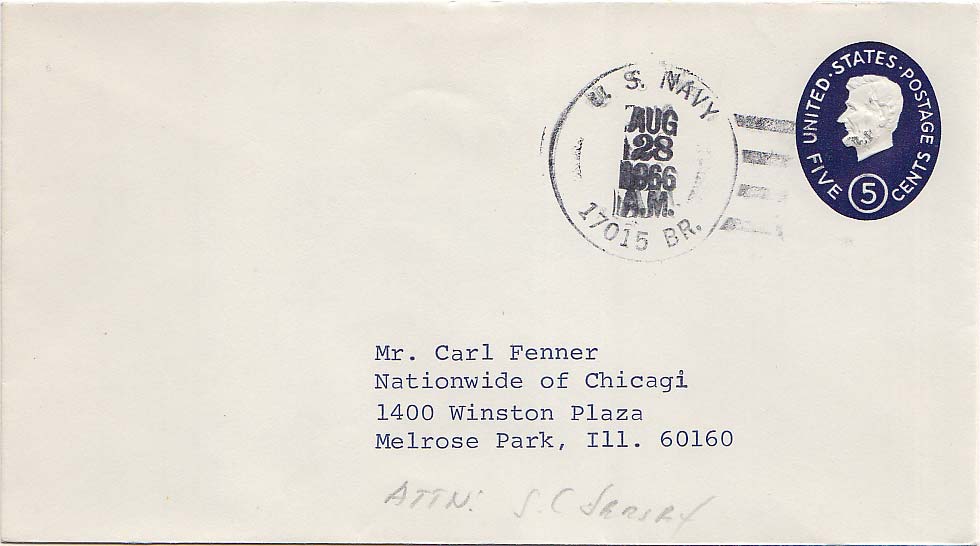 UNITED·STATES·POSTAGE
FIVE 5 CENTS
U. S. NAVY
AUG
28
1966
A.M.
17015 BR.
Mr. Carl Fenner
Nationwide of Chicagi
1400 Winston Plaza
Melrose Park, Ill. 60160
ATTN: S.C